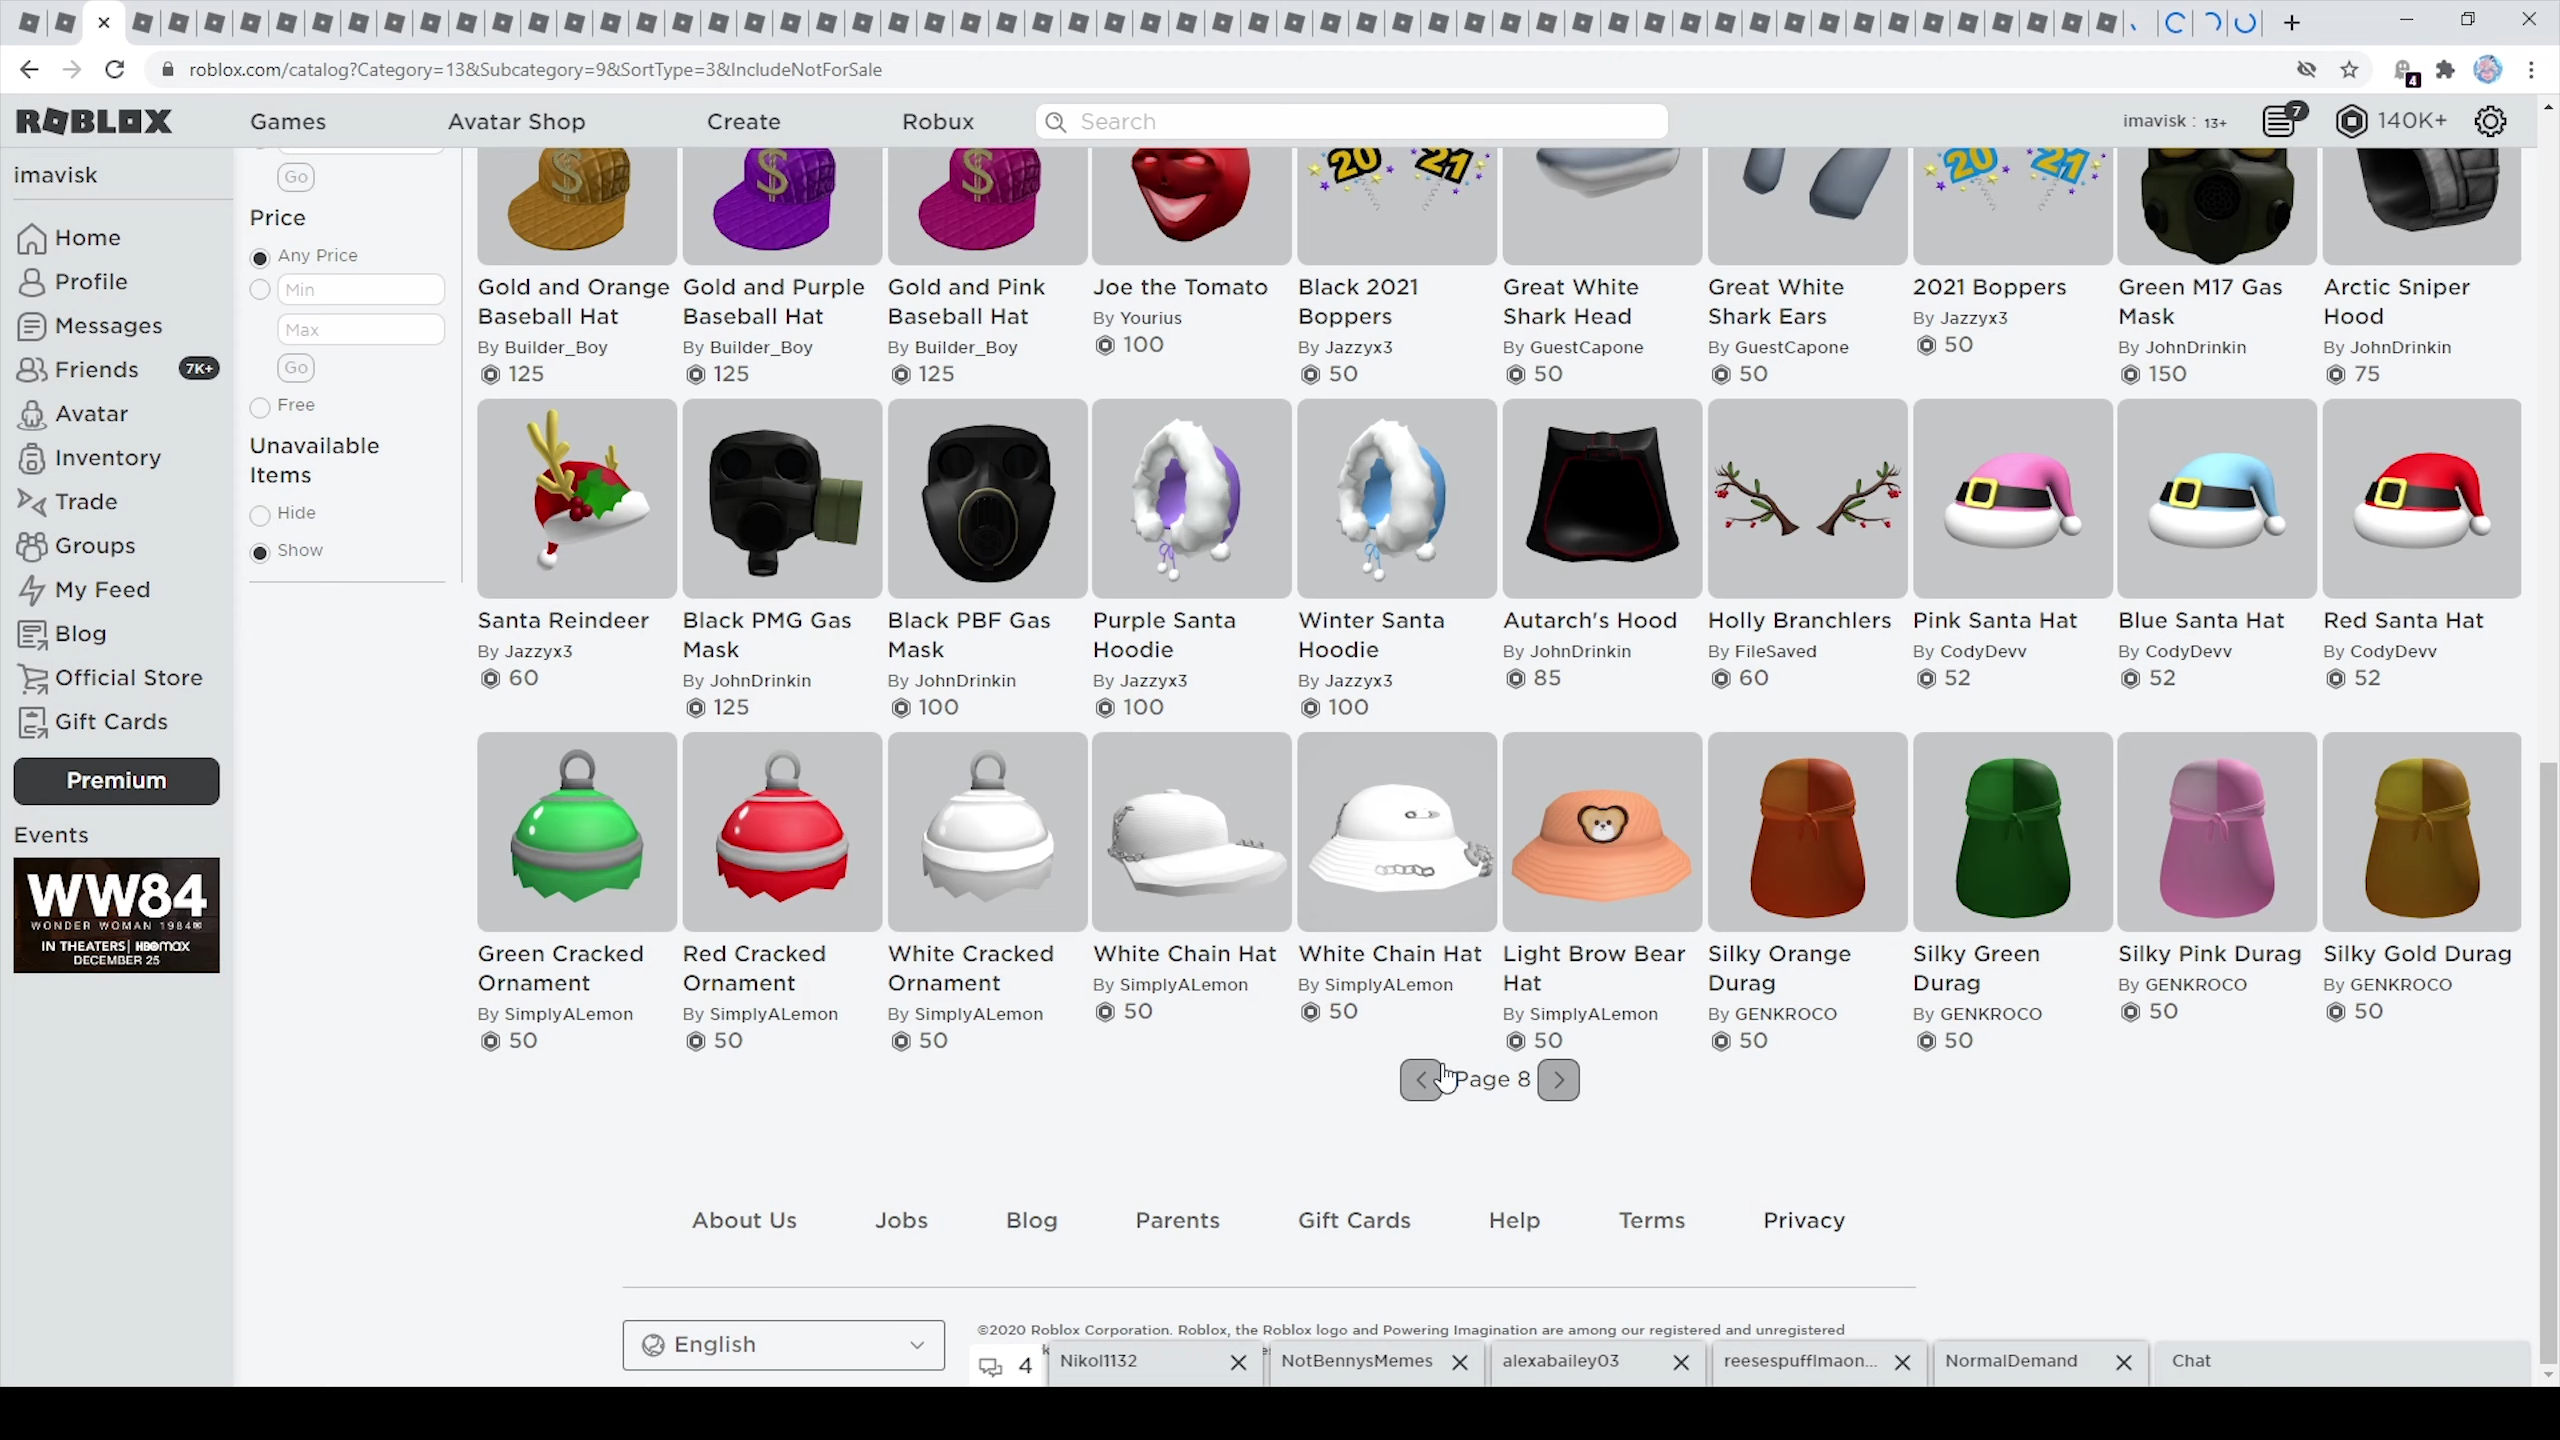 roblox.com/catalog?Category=13&Subcategory=9&SortType=3&IncludeNotForSale
4
ROBLOX
Games
Avatar Shop
Create
Robux
Search
imavisk : 13+
7
140K+
imavisk
Home
Profile
Messages
Friends
7K+
Avatar
Inventory
Trade
Groups
My Feed
Blog
Official Store
Gift Cards
Premium
Events
WW84
WONDER WOMAN 1984
IN THEATERS| HBOmax
DECEMBER 25
Go
Price
Any Price
Min
Max
Go
Free
Unavailable
Items
Hide
Show
$
$
$
20 21
20 21
Gold and Orange
Baseball Hat
By Builder_Boy
125
Gold and Purple
Baseball Hat
By Builder_Boy
125
Gold and Pink
Baseball Hat
By Builder_Boy
125
Joe the Tomato
By Yourius
100
Black 2021
Boppers
By Jazzyx3
50
Great White
Shark Head
By GuestCapone
50
Great White
Shark Ears
By GuestCapone
50
2021 Boppers
By Jazzyx3
50
Green M17 Gas
Mask
By JohnDrinkin
150
Arctic Sniper
Hood
By JohnDrinkin
75
Santa Reindeer
By Jazzyx3
60
Black PMG Gas
Mask
By JohnDrinkin
125
Black PBF Gas
Mask
By JohnDrinkin
100
Purple Santa
Hoodie
By Jazzyx3
100
Winter Santa
Hoodie
By Jazzyx3
100
Autarch's Hood
By JohnDrinkin
85
Holly Branchlers
By FileSaved
60
Pink Santa Hat
By CodyDevv
52
Blue Santa Hat
By CodyDevv
52
Red Santa Hat
By CodyDevv
52
Green Cracked
Ornament
By SimplyALemon
50
Red Cracked
Ornament
By SimplyALemon
50
White Cracked
Ornament
By SimplyALemon
50
White Chain Hat
By SimplyALemon
50
White Chain Hat
By SimplyALemon
50
Light Brow Bear
Hat
By SimplyALemon
50
Silky Orange
Durag
By GENKROCO
50
Silky Green
Durag
By GENKROCO
50
Silky Pink Durag
By GENKROCO
50
Silky Gold Durag
By GENKROCO
50
Page 8
About Us
Jobs
Blog
Parents
Gift Cards
Help
Terms
Privacy
English
©2020 Roblox Corporation. Roblox, the Roblox logo and Powering Imagination are among our registered and unregistered
4
Nikol1132
NotBennysMemes
alexabailey03
reesespufflmaon...
NormalDemand
Chat